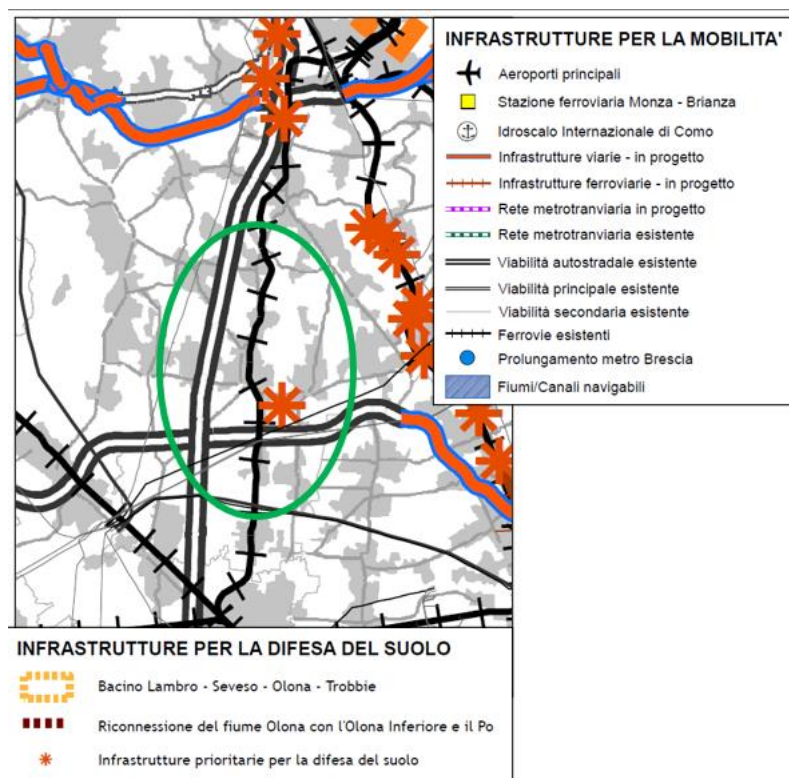 INFRASTRUTTURE PER LA MOBILITA'
Aeroporti principali
Stazione ferroviaria Monza - Brianza
Idroscalo Internazionale di Como
Infrastrutture viarie - in progetto
Infrastrutture ferroviarie - in progetto
Rete metrotranviaria in progetto
Rete metrotranviaria esistente
Viabilità autostradale esistente
Viabilità principale esistente
Viabilità secondaria esistente
Ferrovie esistenti
Prolungamento metro Brescia
Fiumi/Canali navigabili
INFRASTRUTTURE PER LA DIFESA DEL SUOLO
Bacino Lambro - Seveso - Olona - Trobbie
Riconnessione del fiume Olona con l'Olona Inferiore e il Po
Infrastrutture prioritarie per la difesa del suolo